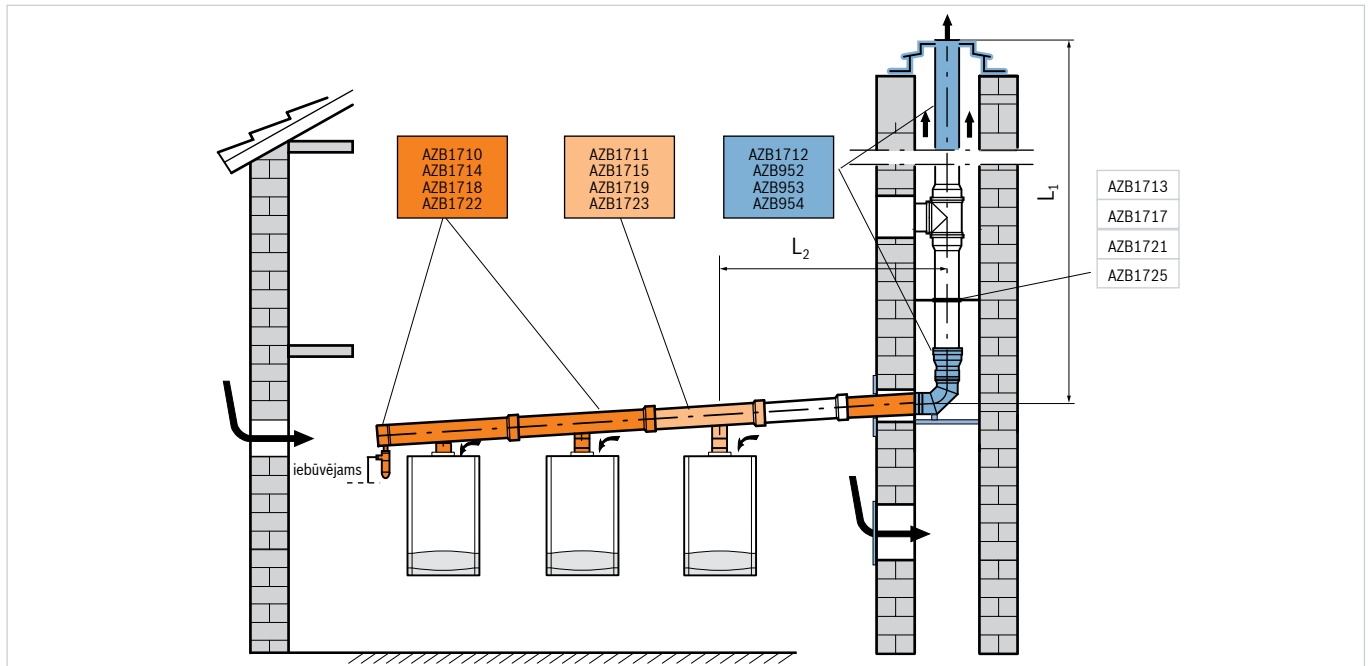 AZB1710
AZB1714
AZB1718
AZB1722
AZB1711
AZB1715
AZB1719
AZB1723
AZB1712
AZB952
AZB953
AZB954
L₁
AZB1713
AZB1717
AZB1721
AZB1725
L₂
iebūvējams